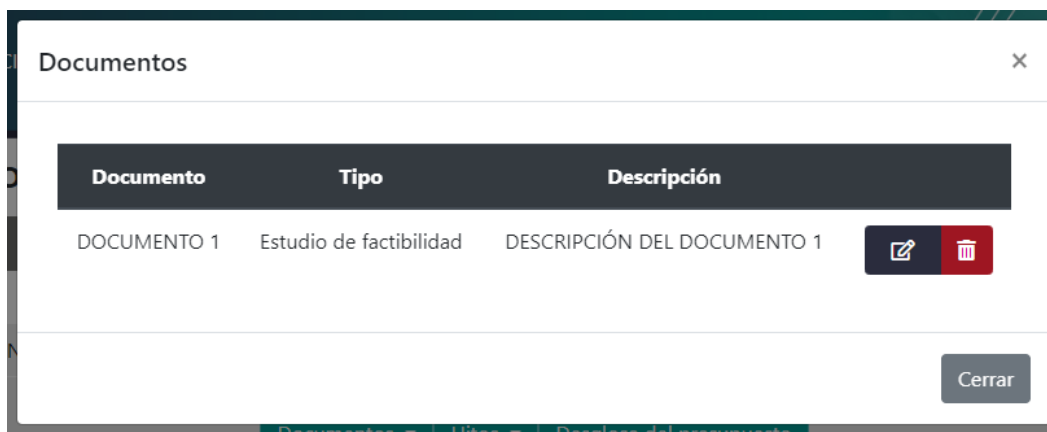 Documentos
×
Documento Tipo Descripción
DOCUMENTO 1 Estudio de factibilidad DESCRIPCIÓN DEL DOCUMENTO 1
Cerrar